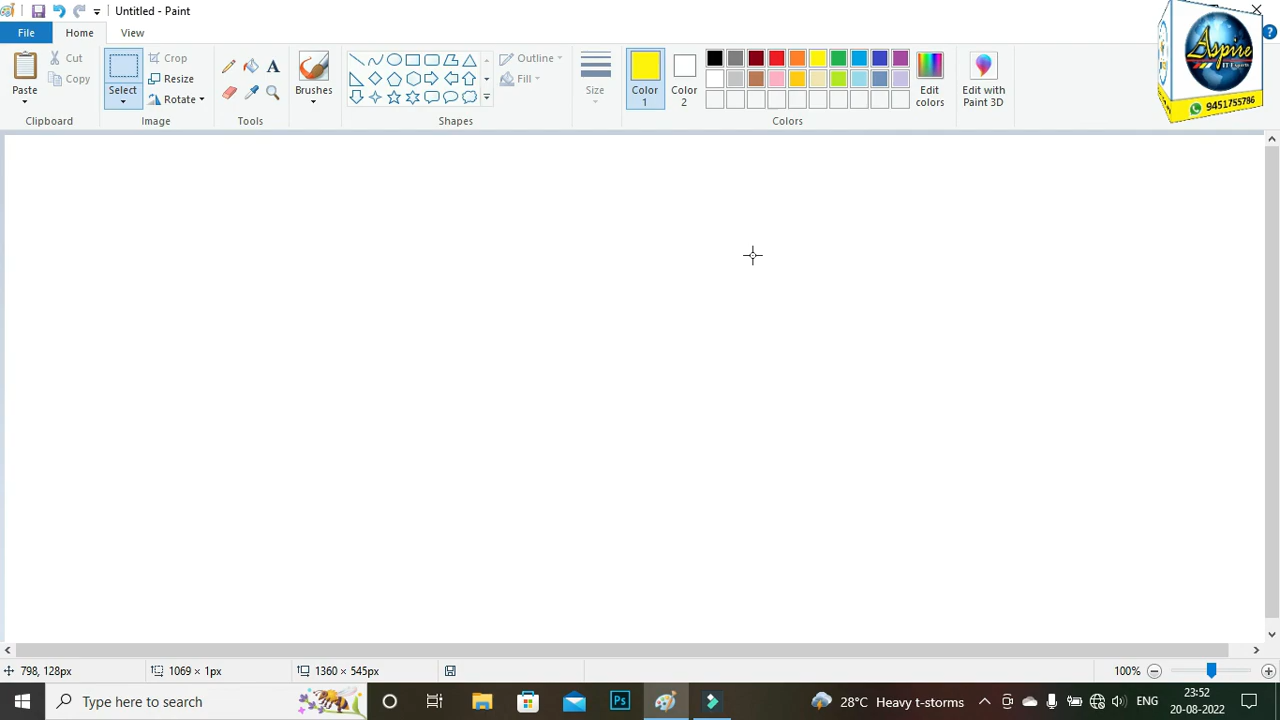 Untitled - Paint
File
Home
View
Paste
Cut
Copy
Clipboard
Select
Crop
Resize
Rotate
Image
A
Tools
Brushes
Outline
Fill
Shapes
Size
Color 1
Color 2
Edit colors
Edit with Paint 3D
Colors
Aspire
9451755786
798, 128px
1069 × 1px
1360 × 545px
100%
Type here to search
Ps
28°C Heavy t-storms
ENG
23:52
20-08-2022